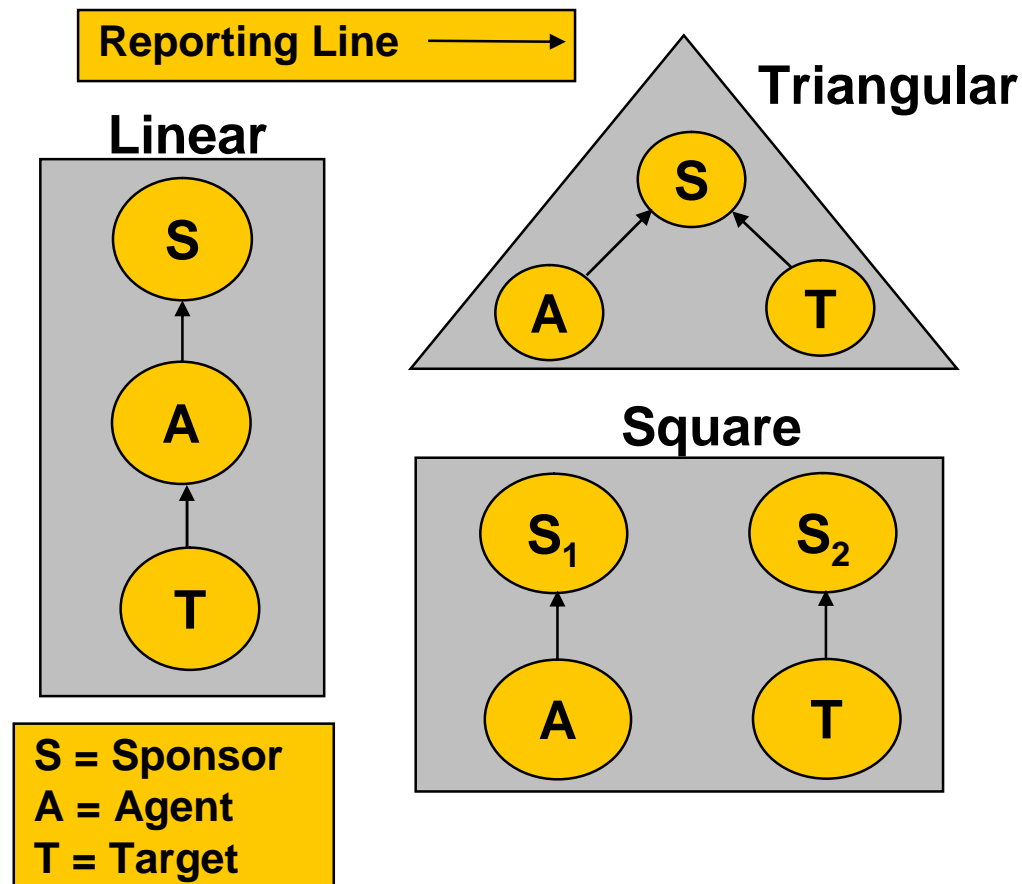 Reporting Line
Linear
S
A
T
Triangular
S
A
T
Square
S₁
S₂
A
T
S = Sponsor
A = Agent
T = Target